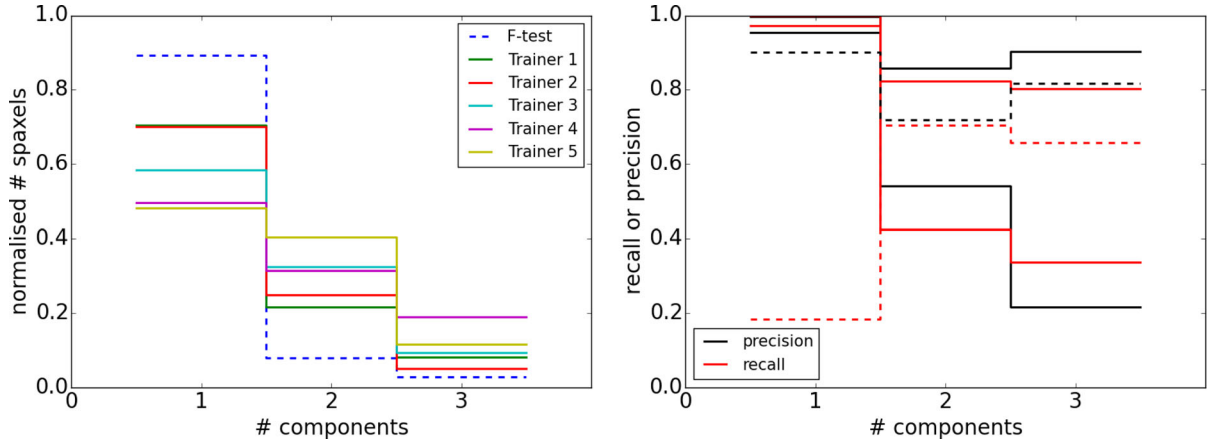 1.0
0.8
0.6
0.4
0.2
0.0
normalised # spaxels
0
1
2
3
# components
F-test
Trainer 1
Trainer 2
Trainer 3
Trainer 4
Trainer 5
1.0
0.8
0.6
0.4
0.2
0.0
recall or precision
0
1
2
3
# components
precision
recall